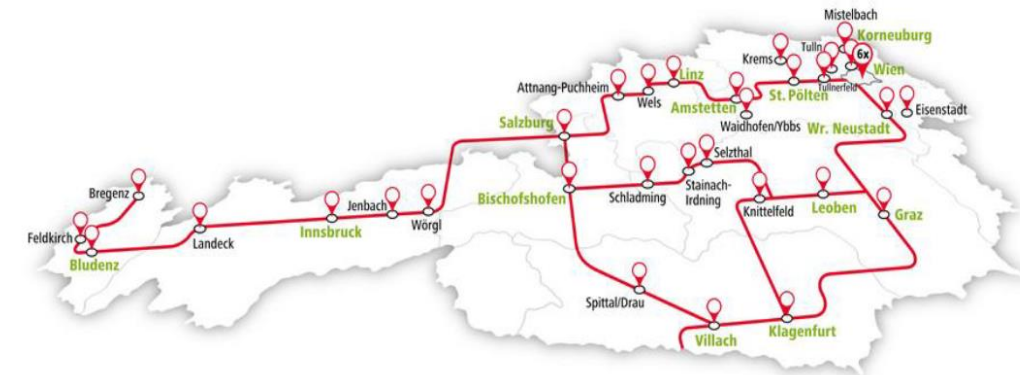 Mistelbach
Korneuburg
Tulln
6x
Krems
Wien
Linz
Attnang-Puchheim
Wels
Amstetten
St. Pölten
Tullnerfeld
Eisenstadt
Waidhofen/Ybbs
Wr. Neustadt
Salzburg
Selzthal
Bregenz
Bischofshofen
Schladming
Stainach-
Irdning
Knittelfeld
Leoben
Graz
Jenbach
Wörgl
Innsbruck
Feldkirch
Landeck
Bludenz
Spittal/Drau
Villach
Klagenfurt